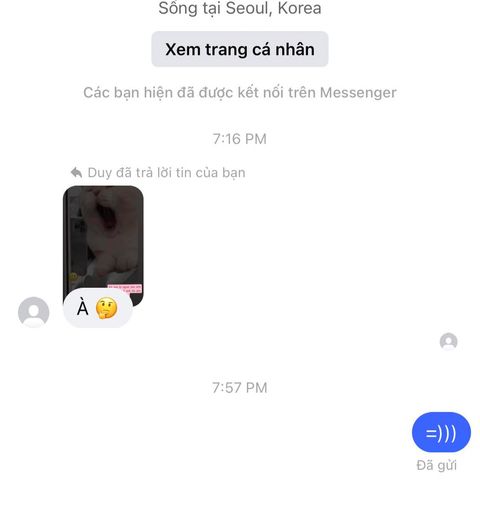 Sống tại Seoul, Korea
Xem trang cá nhân
Các bạn hiện đã được kết nối trên Messenger
7:16 PM
Duy đã trả lời tin của bạn
À 🤔
7:57 PM
=)))
Đã gửi